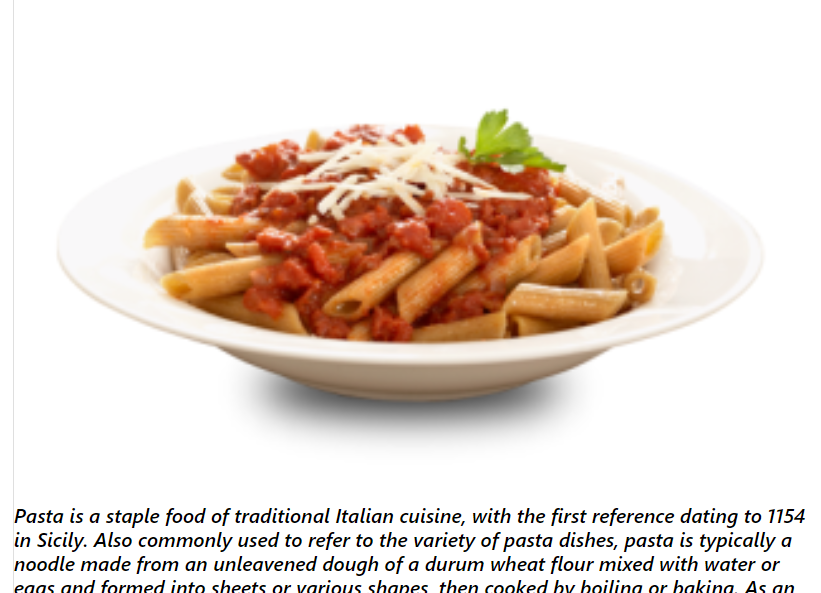 Pasta is a staple food of traditional Italian cuisine, with the first reference dating to 1154
in Sicily. Also commonly used to refer to the variety of pasta dishes, pasta is typically a
noodle made from an unleavened dough of a durum wheat flour mixed with water or
eggs and formed into sheets or various shapes, then cooked by boiling or baking. As an